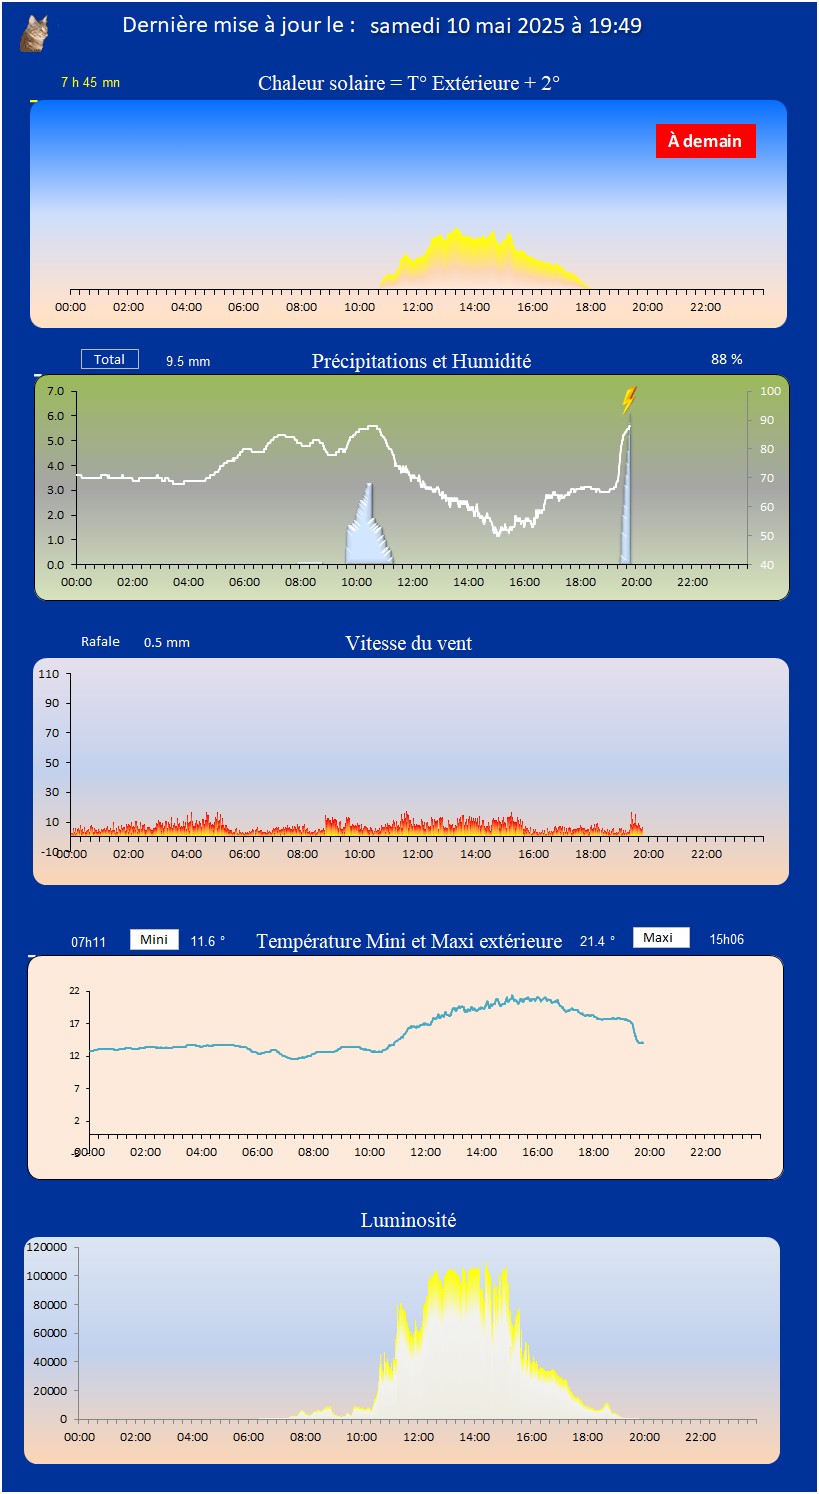 Dernière mise à jour le : samedi 10 mai 2025 à 19:49
7 h 45 mn
Chaleur solaire = T° Extérieure + 2°
À demain
00:00 02:00 04:00 06:00 08:00 10:00 12:00 14:00 16:00 18:00 20:00 22:00
Total 9.5 mm Précipitations et Humidité 88 %
7.0 100
6.0 90
5.0 80
4.0 70
3.0 60
2.0
1.0 50
0.0 40
00:00 02:00 04:00 06:00 08:00 10:00 12:00 14:00 16:00 18:00 20:00 22:00
Rafale 0.5 mm Vitesse du vent
110
90
70
50
30
10
-10
00:00 02:00 04:00 06:00 08:00 10:00 12:00 14:00 16:00 18:00 20:00 22:00
07h11 Mini 11.6 ° Température Mini et Maxi extérieure 21.4 ° Maxi 15h06
22
17
12
7
2
00:00 02:00 04:00 06:00 08:00 10:00 12:00 14:00 16:00 18:00 20:00 22:00
Luminosité
120000
100000
80000
60000
40000
20000
0
00:00 02:00 04:00 06:00 08:00 10:00 12:00 14:00 16:00 18:00 20:00 22:00